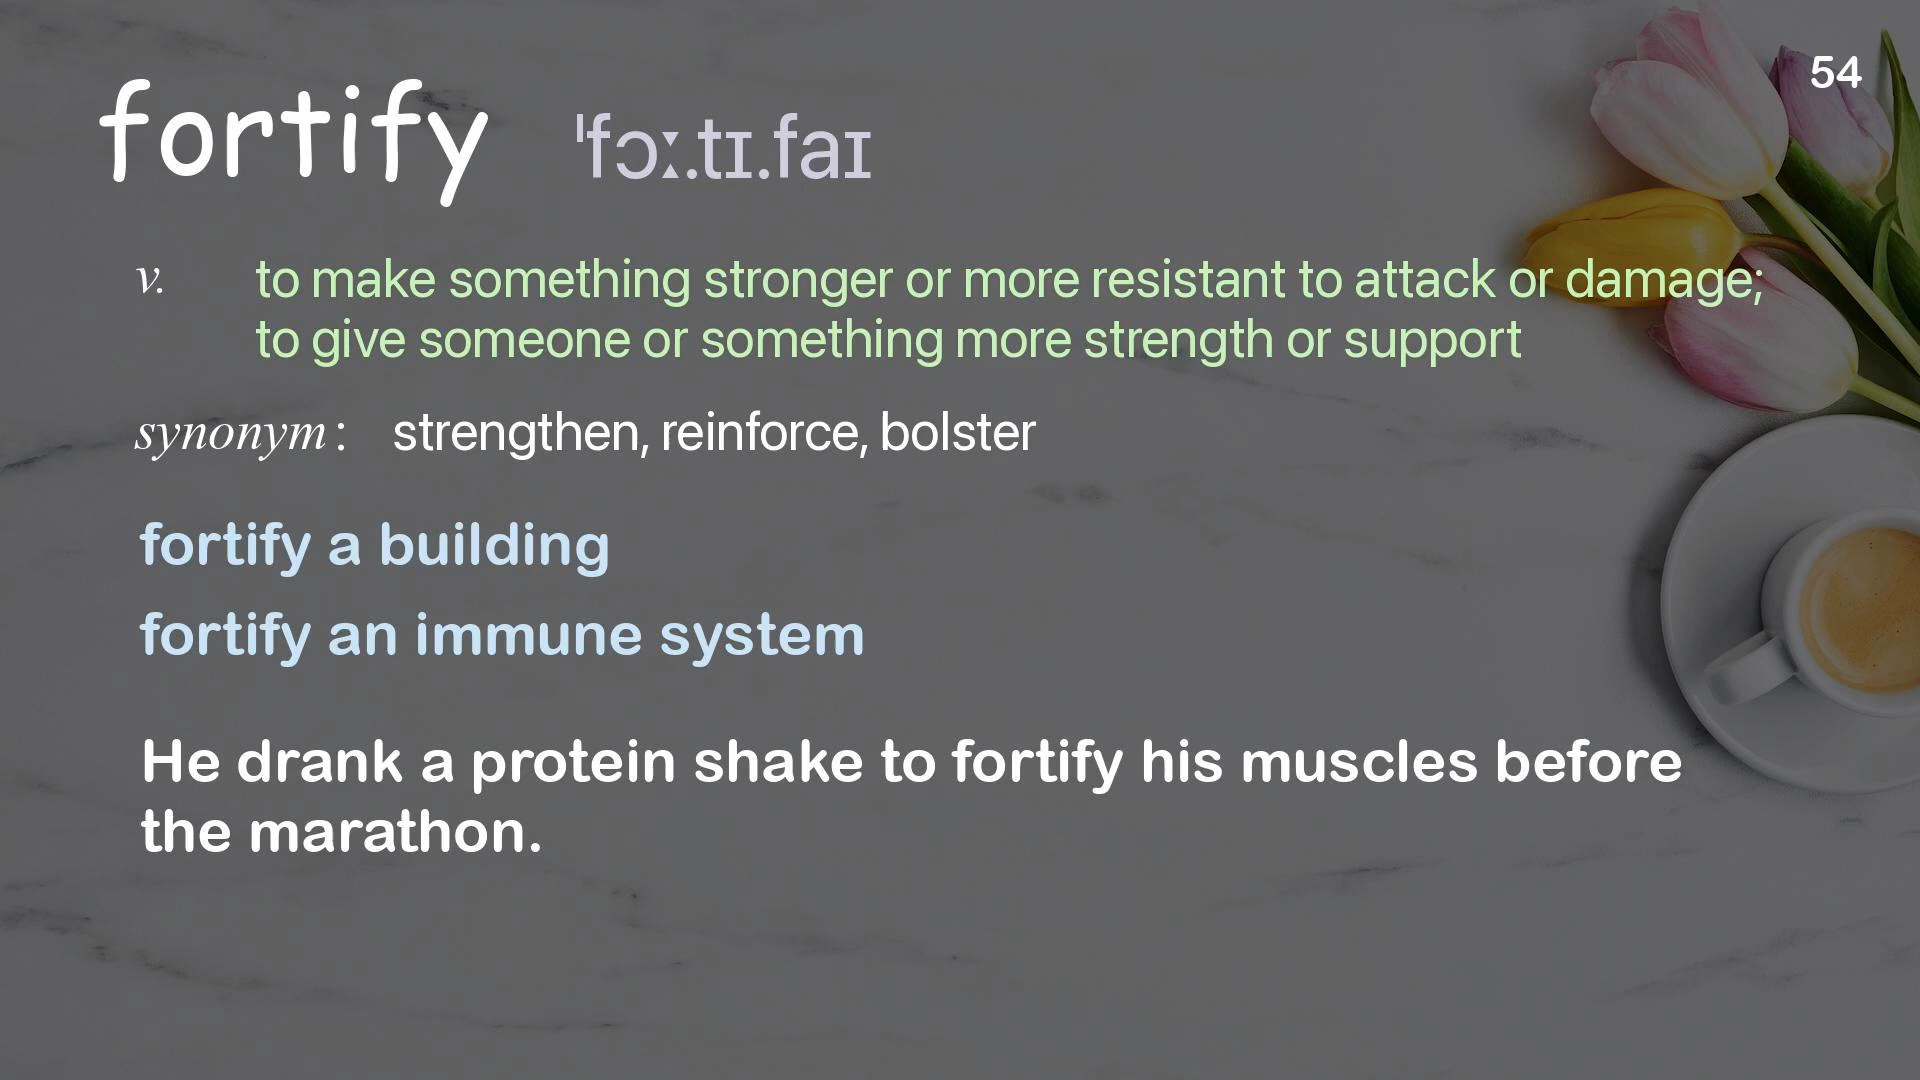 54
fortify ˈfɔː.tɪ.faɪ
v. to make something stronger or more resistant to attack or damage;
to give someone or something more strength or support
synonym : strengthen, reinforce, bolster
fortify a building
fortify an immune system
He drank a protein shake to fortify his muscles before
the marathon.